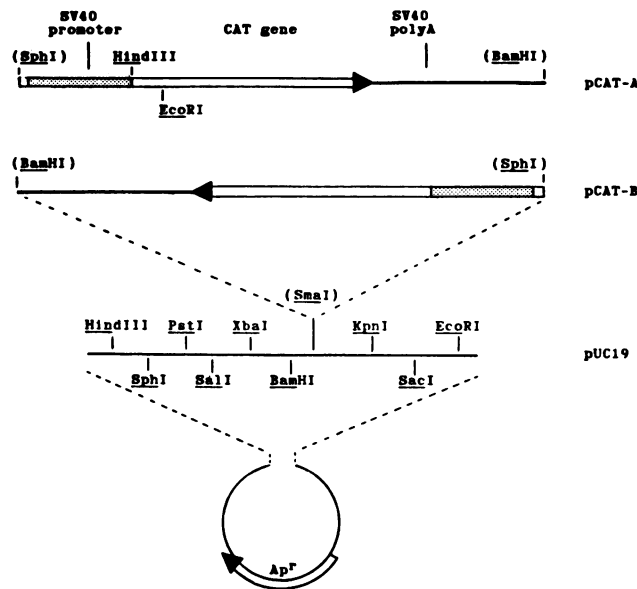 SV40 promoter
CAT gene
SV40 polyA
(SphI)
HindIII
(BamHI)
EcoRI
pCAT-A
(BamHI)
(SphI)
pCAT-B
(SmaI)
HindIII PstI XbaI KpnI EcoRI
pUC19
SphI SalI BamHI SacI
Apr